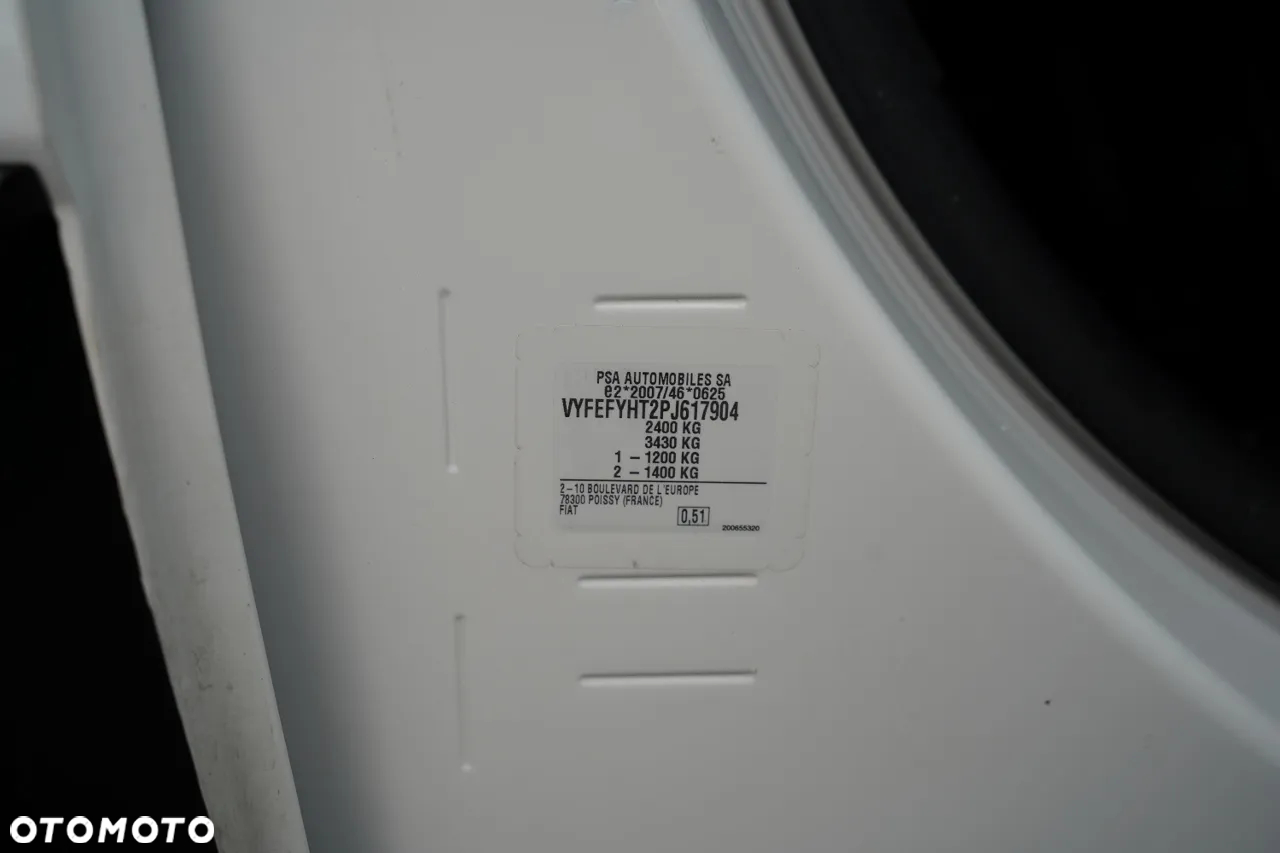 PSA AUTOMOBILES SA
e2*2007/46*0625
VYFEFYHT2PJ617904
2400 KG
3430 KG
1 – 1200 KG
2 – 1400 KG
2–10 BOULEVARD DE L'EUROPE
78300 POISSY (FRANCE)
FIAT
0,51
200655320
OTOMOTO